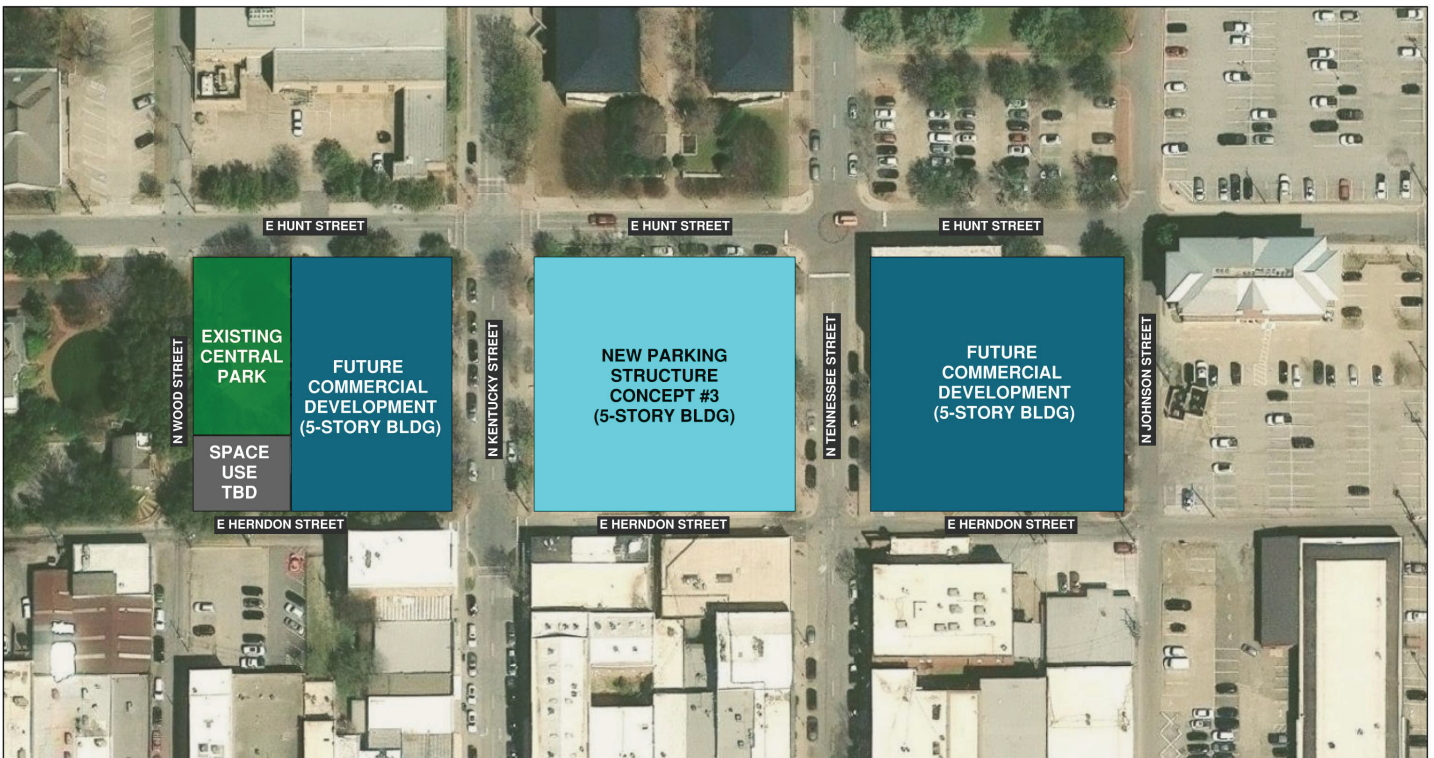 E HUNT STREET
E HUNT STREET
E HUNT STREET
N WOOD STREET
EXISTING
CENTRAL
PARK
SPACE
USE
TBD
FUTURE
COMMERCIAL
DEVELOPMENT
(5-STORY BLDG)
N KENTUCKY STREET
NEW PARKING
STRUCTURE
CONCEPT #3
(5-STORY BLDG)
N TENNESSEE STREET
FUTURE
COMMERCIAL
DEVELOPMENT
(5-STORY BLDG)
N JOHNSON STREET
E HERNDON STREET
E HERNDON STREET
E HERNDON STREET